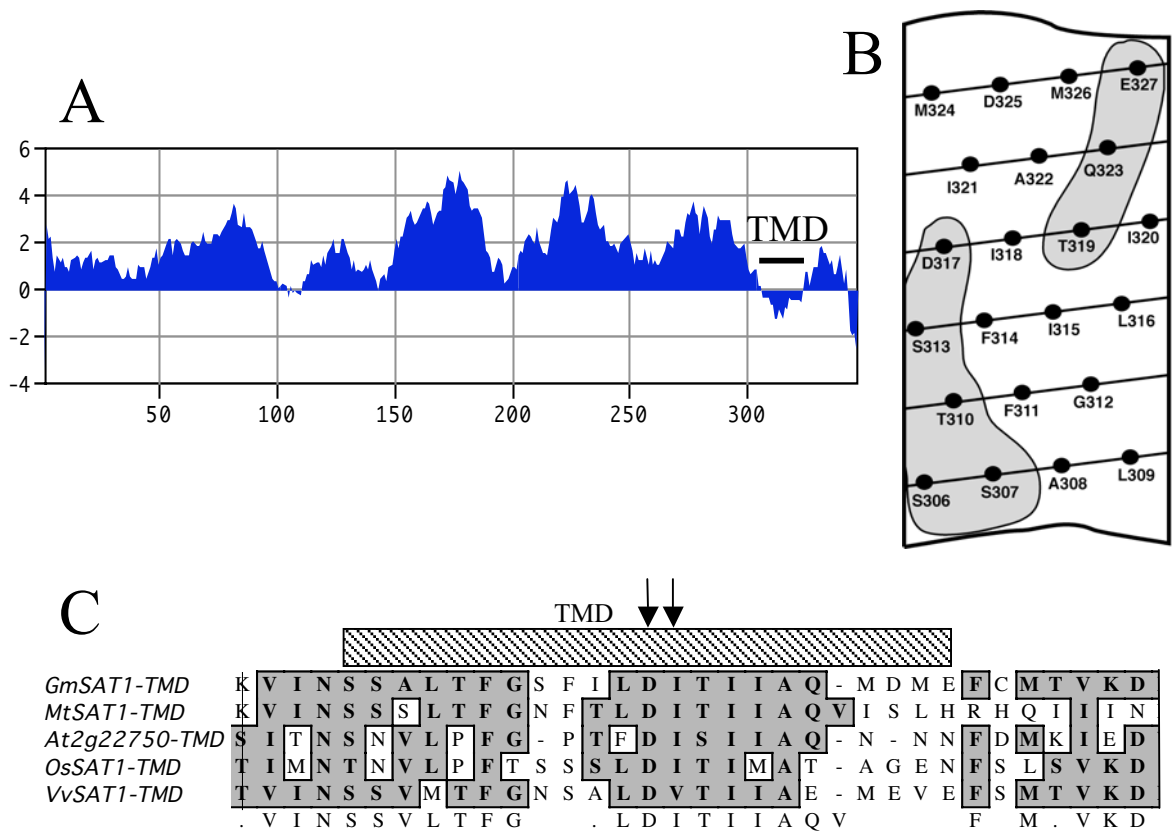 A
6
4
2
0
-2
-4
50 100 150 200 250 300
TMD
B
M324 D325 M326 E327
I321 A322 Q323
D317 I318 T319 I320
S313 F314 I315 L316
T310 F311 G312
S306 S307 A308 L309
C
TMD
GmSAT1-TMD K V I N S S A L T F G S F I L D I T I I A Q - M D M E F C M T V K D
MtSAT1-TMD K V I N S S S L T F G N F T L D I T I I A Q V I S L H R H Q I I I N
At2g22750-TMD S I T N S N V L P F G - P T F D I S I I A Q - N - N N F D M K I E D
OsSAT1-TMD T I M N T N V L P F T S S S L D I T I M A T - A G E N F S L S V K D
VvSAT1-TMD T V I N S S V M T F G N S A L D V T I I A E - M E V E F S M T V K D
. V I N S S V L T F G . L D I T I I A Q V F M . V K D